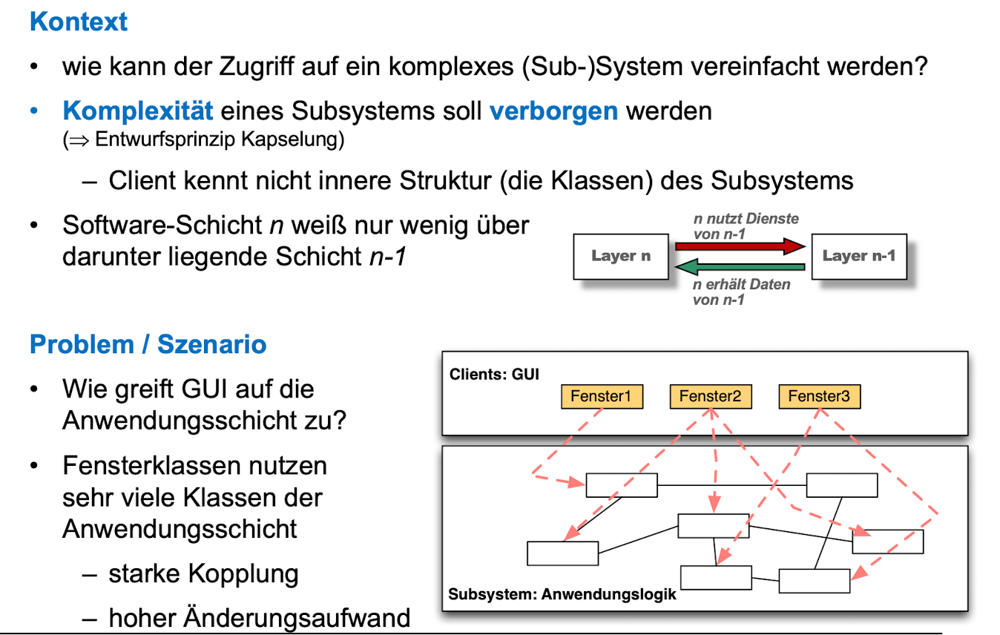 Kontext
• wie kann der Zugriff auf ein komplexes (Sub-)System vereinfacht werden?
• Komplexität eines Subsystems soll verborgen werden
(⇒ Entwurfsprinzip Kapselung)
– Client kennt nicht innere Struktur (die Klassen) des Subsystems
• Software-Schicht n weiß nur wenig über
darunter liegende Schicht n-1
n nutzt Dienste
von n-1
Layer n
Layer n-1
n erhält Daten
von n-1
Problem / Szenario
• Wie greift GUI auf die
Anwendungsschicht zu?
• Fensterklassen nutzen
sehr viele Klassen der
Anwendungsschicht
– starke Kopplung
– hoher Änderungsaufwand
Clients: GUI
Fenster1
Fenster2
Fenster3
Subsystem: Anwendungslogik